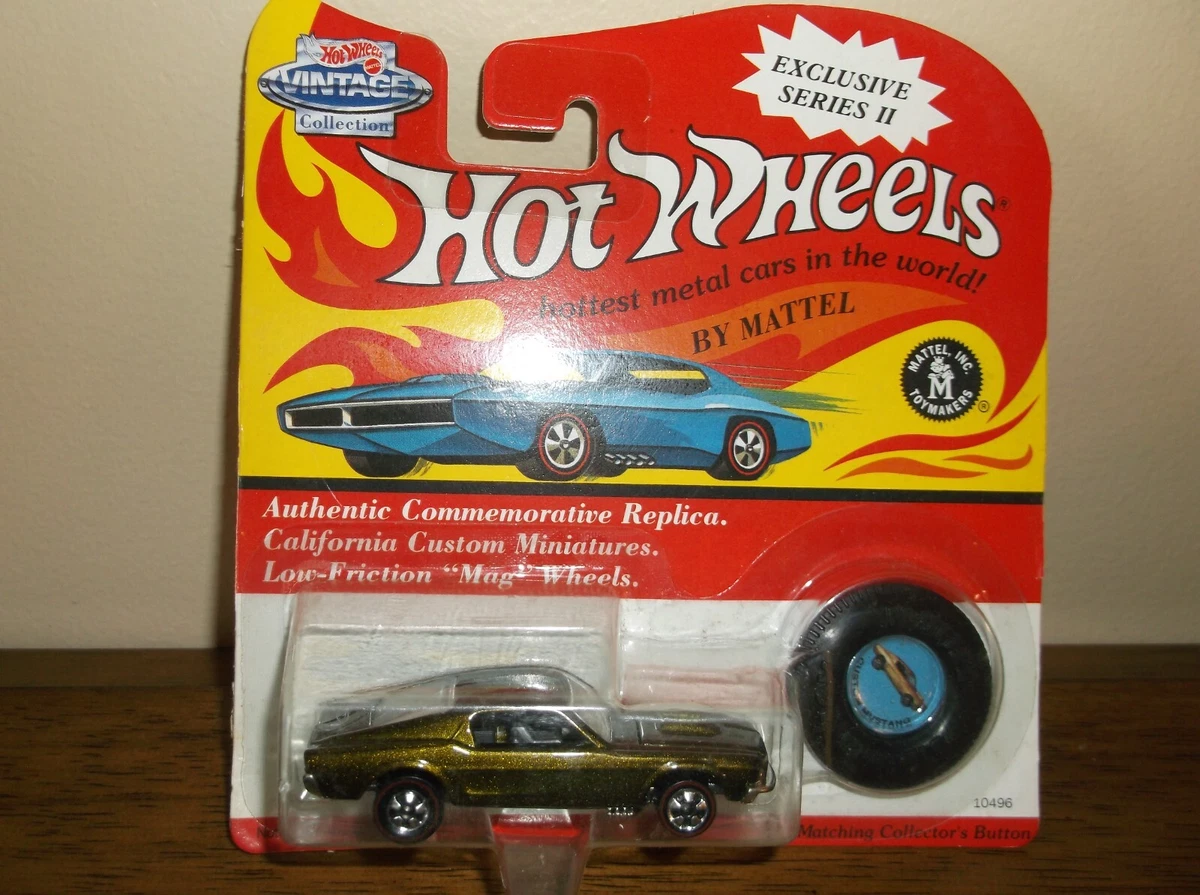 Hot Wheels
MATTEL
VINTAGE
Collection
EXCLUSIVE
SERIES II
Hot Wheels®
hottest metal cars in the world!
BY MATTEL
MATTEL, INC.
M
TOYMAKERS
®
Authentic Commemorative Replica.
California Custom Miniatures.
Low-Friction "Mag" Wheels.
MUSTANG
10496
Matching Collector's Button